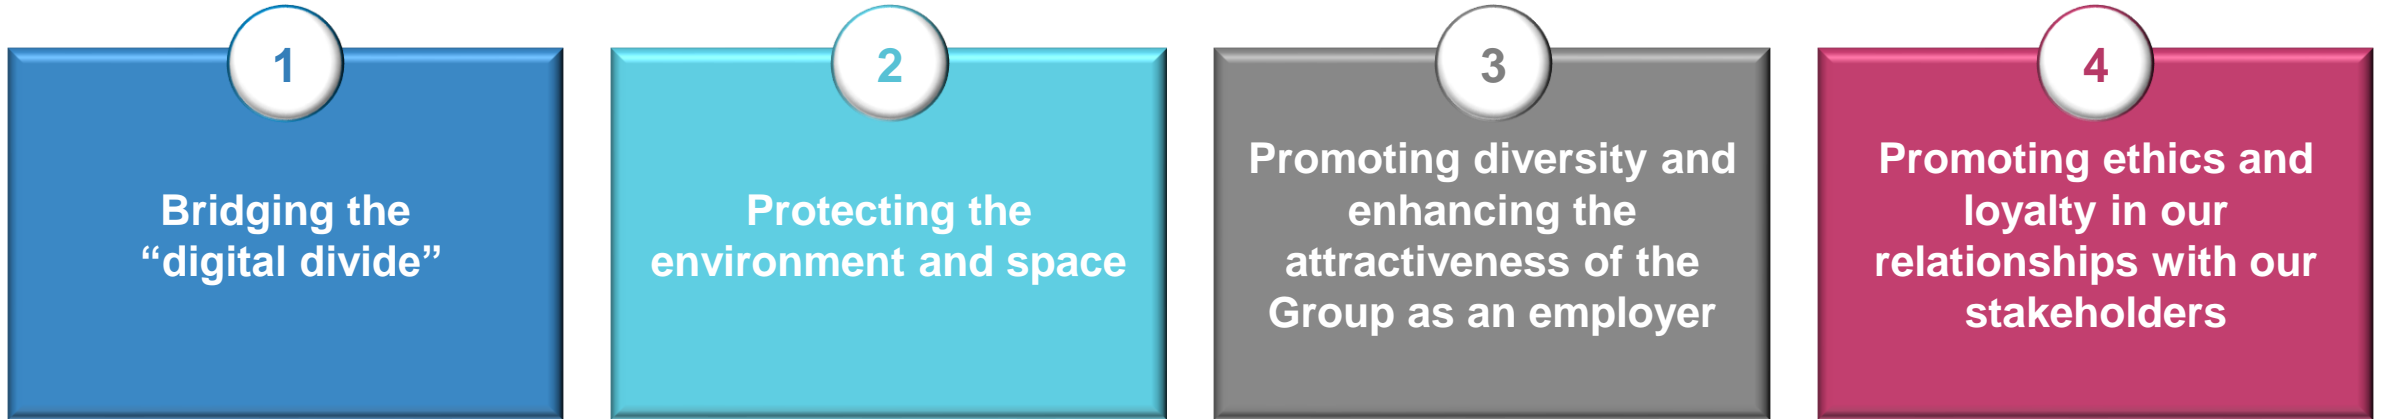 1
Bridging the
“digital divide”
2
Protecting the
environment and space
3
Promoting diversity and
enhancing the
attractiveness of the
Group as an employer
4
Promoting ethics and
loyalty in our
relationships with our
stakeholders